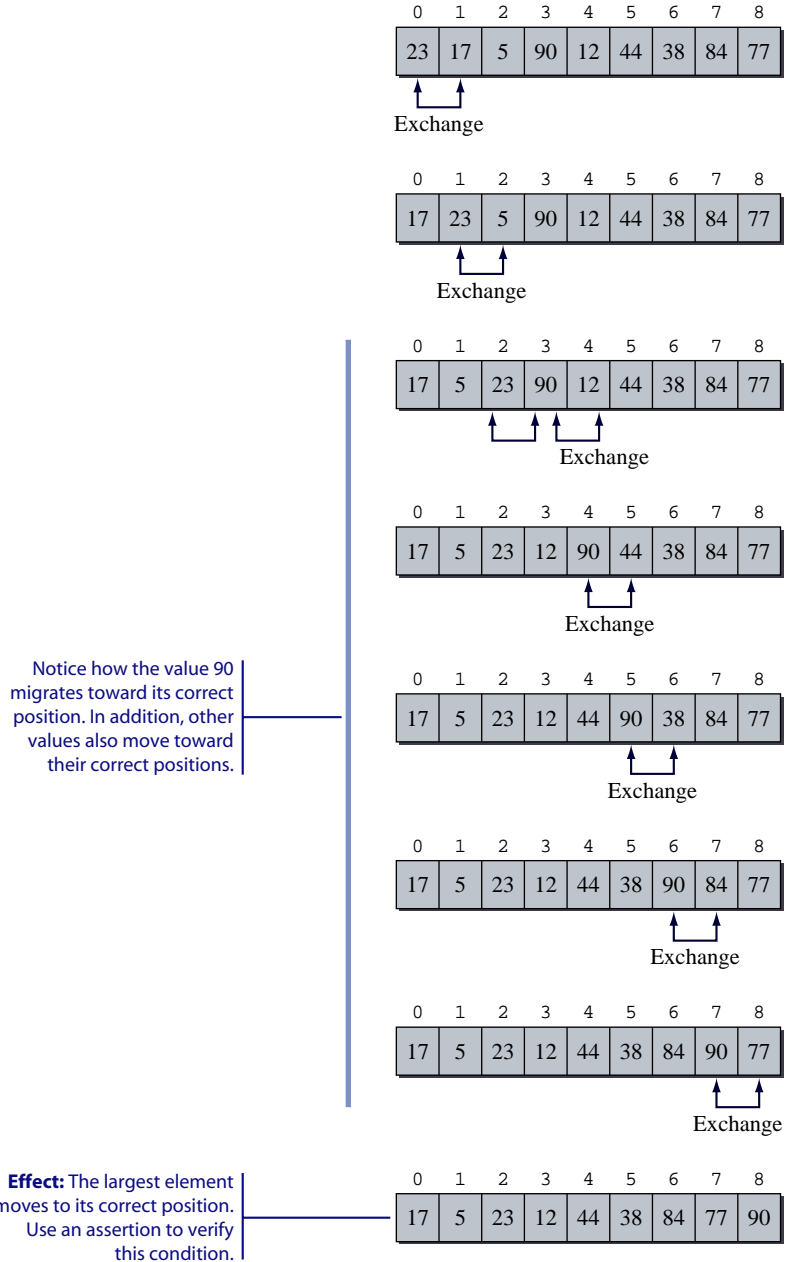 0 1 2 3 4 5 6 7 8
23 17 5 90 12 44 38 84 77
Exchange
0 1 2 3 4 5 6 7 8
17 23 5 90 12 44 38 84 77
Exchange
0 1 2 3 4 5 6 7 8
17 5 23 90 12 44 38 84 77
Exchange
0 1 2 3 4 5 6 7 8
17 5 23 12 90 44 38 84 77
Exchange
Notice how the value 90
migrates toward its correct
position. In addition, other
values also move toward
their correct positions.
0 1 2 3 4 5 6 7 8
17 5 23 12 44 90 38 84 77
Exchange
0 1 2 3 4 5 6 7 8
17 5 23 12 44 38 90 84 77
Exchange
0 1 2 3 4 5 6 7 8
17 5 23 12 44 38 84 90 77
Exchange
Effect: The largest element
moves to its correct position.
Use an assertion to verify
this condition.
0 1 2 3 4 5 6 7 8
17 5 23 12 44 38 84 77 90